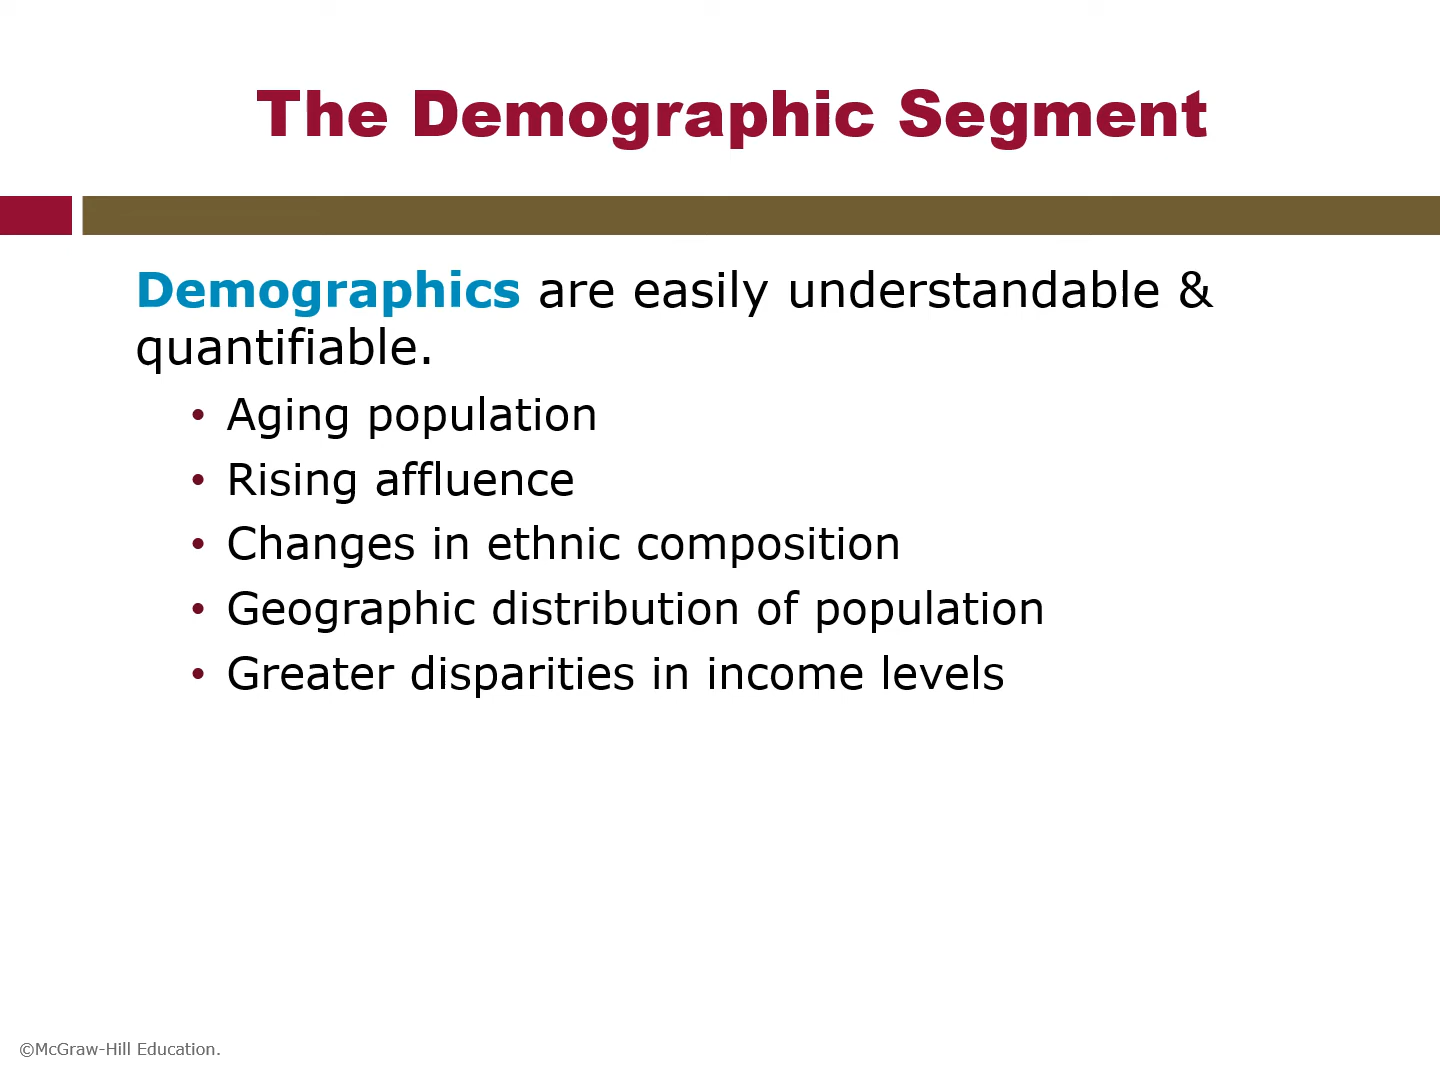 The Demographic Segment
Demographics are easily understandable &
quantifiable.
• Aging population
• Rising affluence
• Changes in ethnic composition
• Geographic distribution of population
• Greater disparities in income levels
©McGraw-Hill Education.